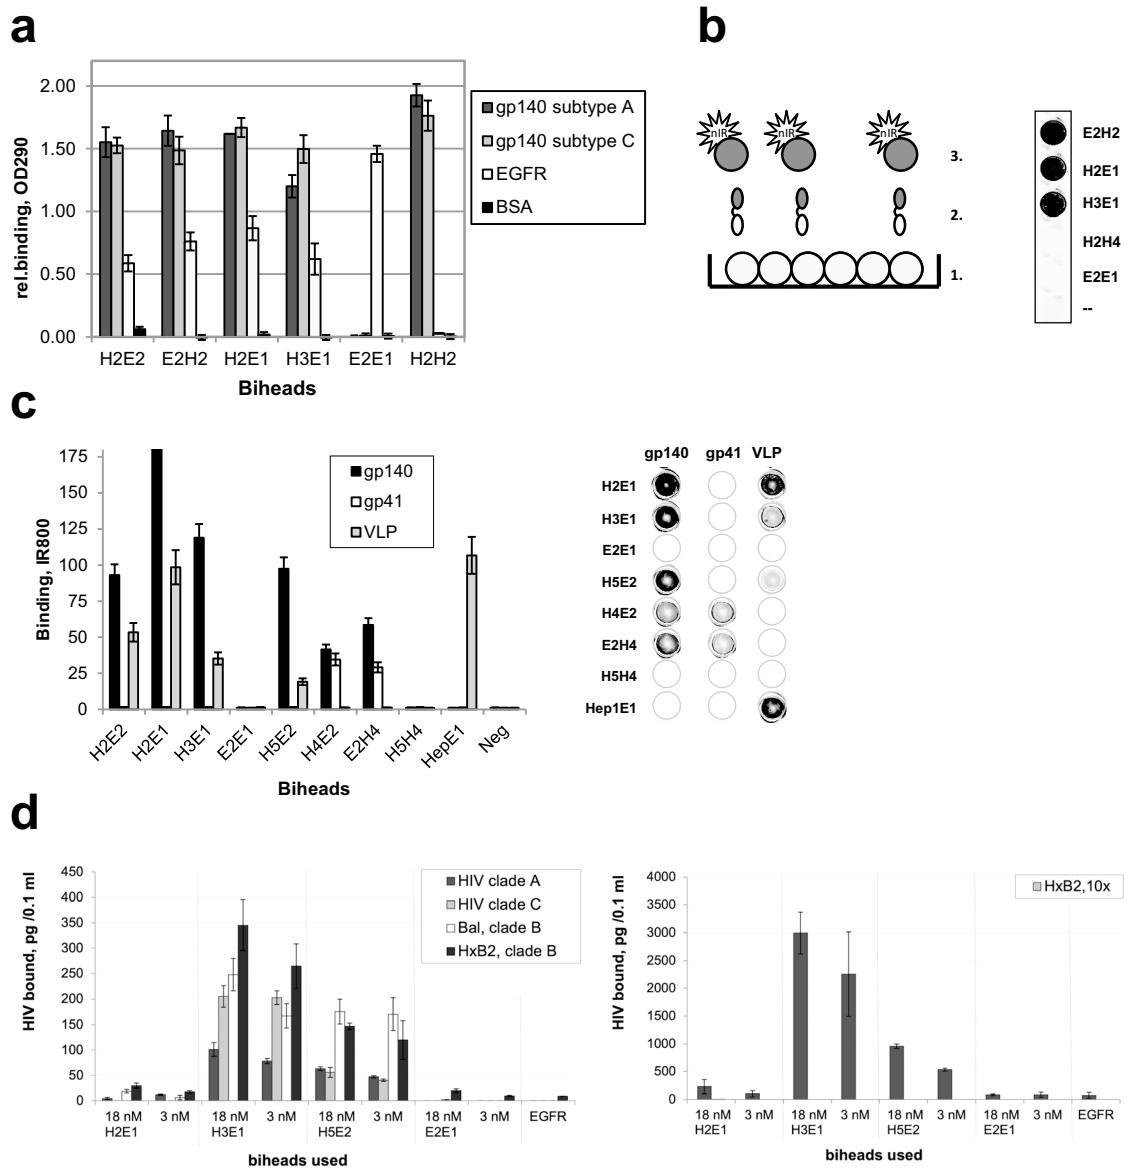 a
rel.binding, OD290
2.00
1.50
1.00
0.50
0.00
H2E2 E2H2 H2E1 H3E1 E2E1 H2H2
Biheads
gp140 subtype A
gp140 subtype C
EGFR
BSA
b
nIR nIR nIR
3.
2.
1.
E2H2
H2E1
H3E1
H2H4
E2E1
--
c
Binding, IR800
175
150
125
100
75
50
25
0
H2E2 H2E1 H3E1 E2E1 H5E2 H4E2 E2H4 H5H4 HepE1 Neg
Biheads
gp140
gp41
VLP
gp140 gp41 VLP
H2E1
H3E1
E2E1
H5E2
H4E2
E2H4
H5H4
Hep1E1
d
HIV bound, pg /0.1 ml
450
400
350
300
250
200
150
100
50
0
18 nM 3 nM 18 nM 3 nM 18 nM 3 nM 18 nM 3 nM EGFR
H2E1 H3E1 H5E2 E2E1
biheads used
HIV clade A
HIV clade C
Bal, clade B
HxB2, clade B
HIV bound, pg /0.1 ml
4000
3500
3000
2500
2000
1500
1000
500
0
18 nM 3 nM 18 nM 3 nM 18 nM 3 nM 18 nM 3 nM EGFR
H2E1 H3E1 H5E2 E2E1
biheads used
HxB2,10x